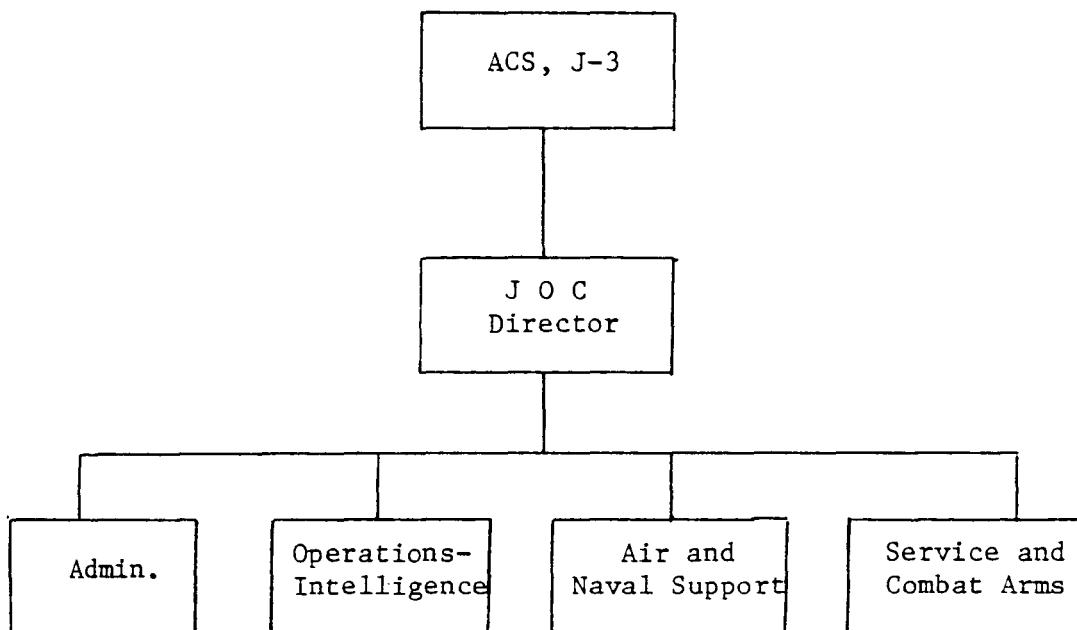 ACS, J-3
J O C
Director
Admin.
Operations-
Intelligence
Air and
Naval Support
Service and
Combat Arms